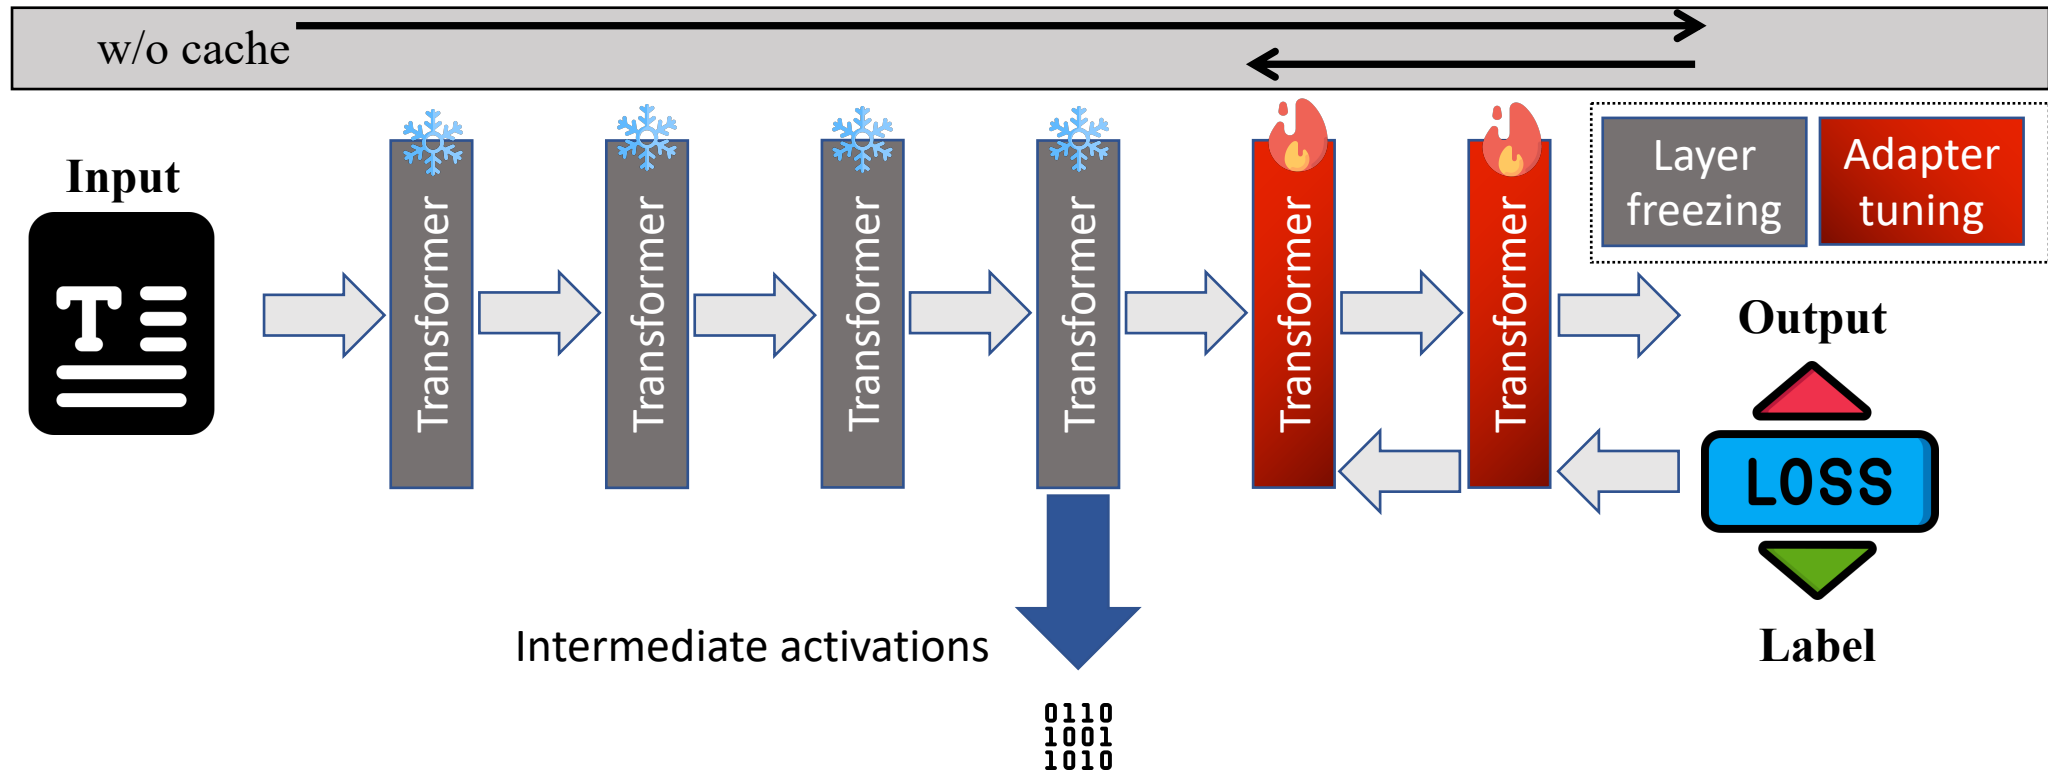 w/o cache
Input
T
Transformer
Transformer
Transformer
Transformer
Transformer
Transformer
Layer
freezing
Adapter
tuning
Output
LOSS
Label
Intermediate activations
0110
1001
1010